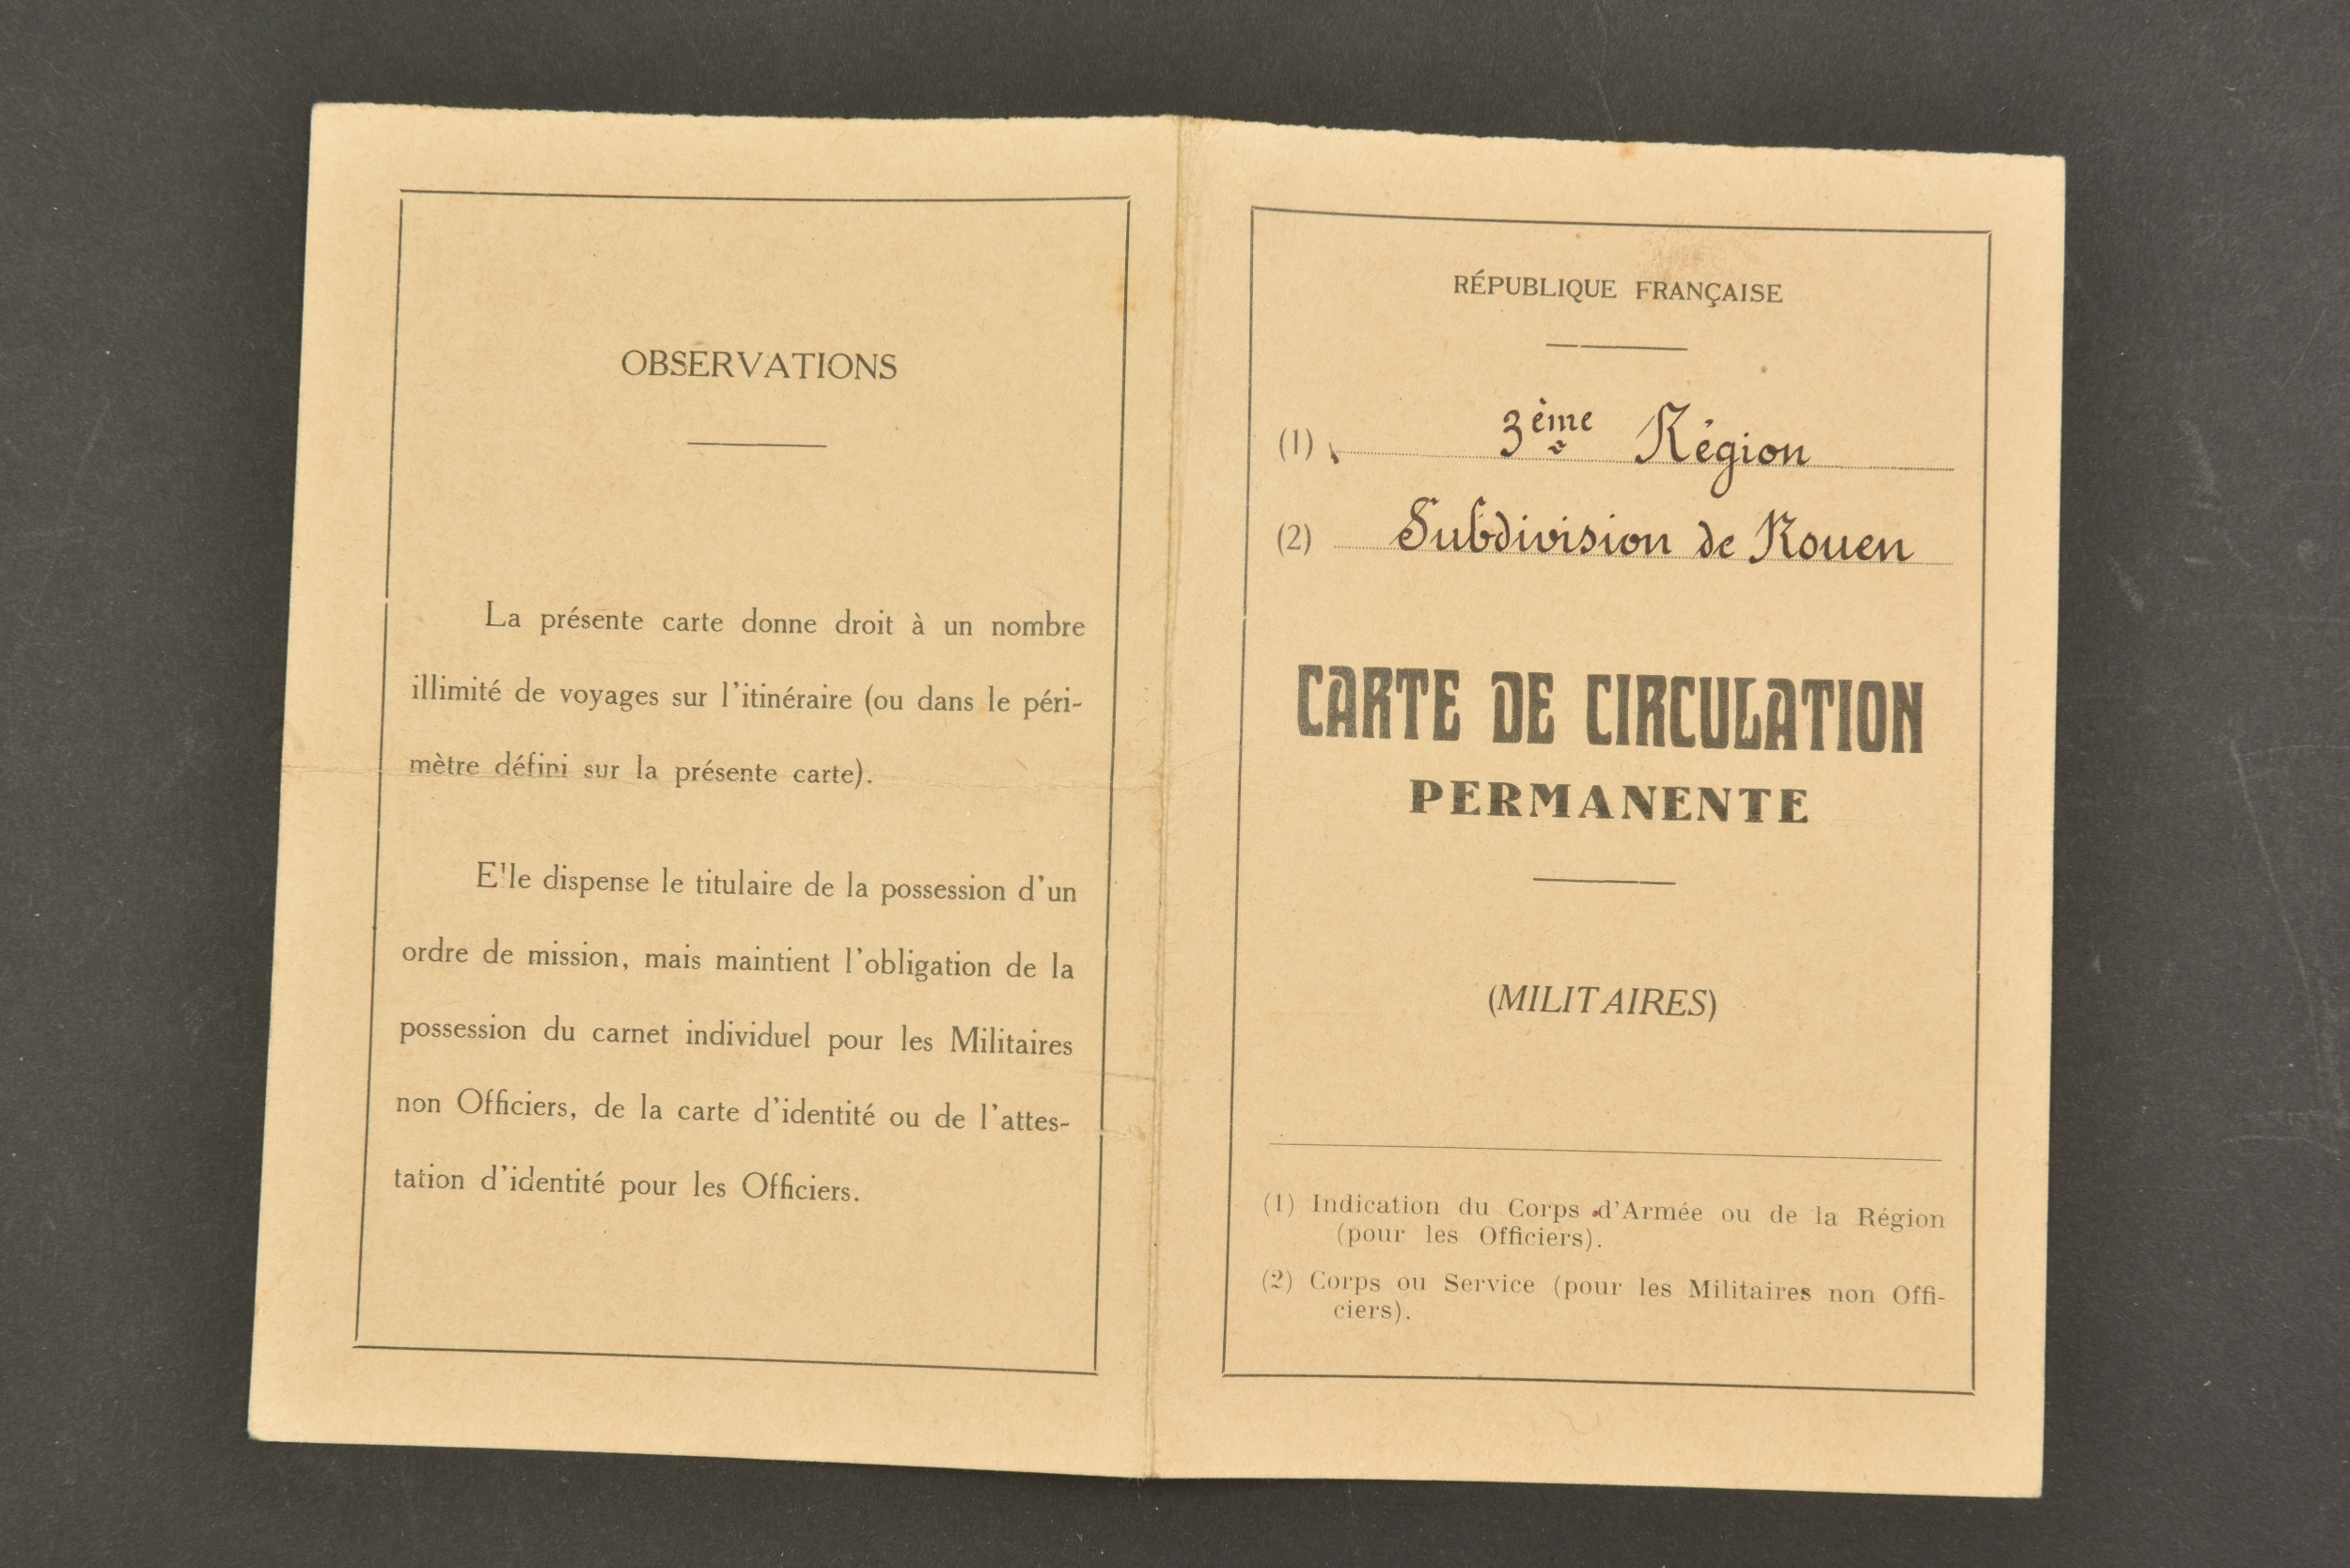 OBSERVATIONS
La présente carte donne droit à un nombre
illimité de voyages sur l'itinéraire (ou dans le péri-
mètre défini sur la présente carte).
Elle dispense le titulaire de la possession d'un
ordre de mission, mais maintient l'obligation de la
possession du carnet individuel pour les Militaires
non Officiers, de la carte d'identité ou de l'attes-
tation d'identité pour les Officiers.
RÉPUBLIQUE FRANÇAISE
(1) 3ème Région
(2) Subdivision de Rouen
CARTE DE CIRCULATION
PERMANENTE
(MILITAIRES)
(1) Indication du Corps d'Armée ou de la Région
(pour les Officiers).
(2) Corps ou Service (pour les Militaires non Offi-
ciers).